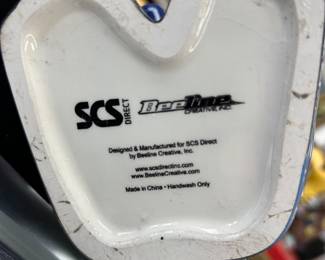 SCS DIRECT
Beeline CREATIVE, INC.
Designed & Manufactured for SCS Direct
by Beeline Creative, Inc.
www.scsdirectinc.com
www.BeelineCreative.com
Made in China • Handwash Only